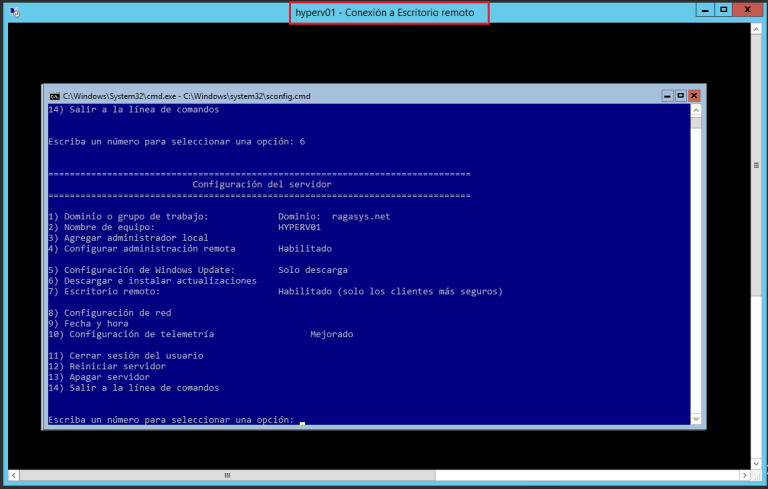 hyperv01 - Conexión a Escritorio remoto
C:\Windows\System32\cmd.exe - C:\Windows\system32\sconfig.cmd
14) Salir a la línea de comandos
Escriba un número para seleccionar una opción: 6
===============================================================================
Configuración del servidor
===============================================================================
1) Dominio o grupo de trabajo: Dominio: ragasys.net
2) Nombre de equipo: HYPERV01
3) Agregar administrador local
4) Configurar administración remota Habilitado
5) Configuración de Windows Update: Solo descarga
6) Descargar e instalar actualizaciones
7) Escritorio remoto: Habilitado (solo los clientes más seguros)
8) Configuración de red
9) Fecha y hora
10) Configuración de telemetría Mejorado
11) Cerrar sesión del usuario
12) Reiniciar servidor
13) Apagar servidor
14) Salir a la línea de comandos
Escriba un número para seleccionar una opción: